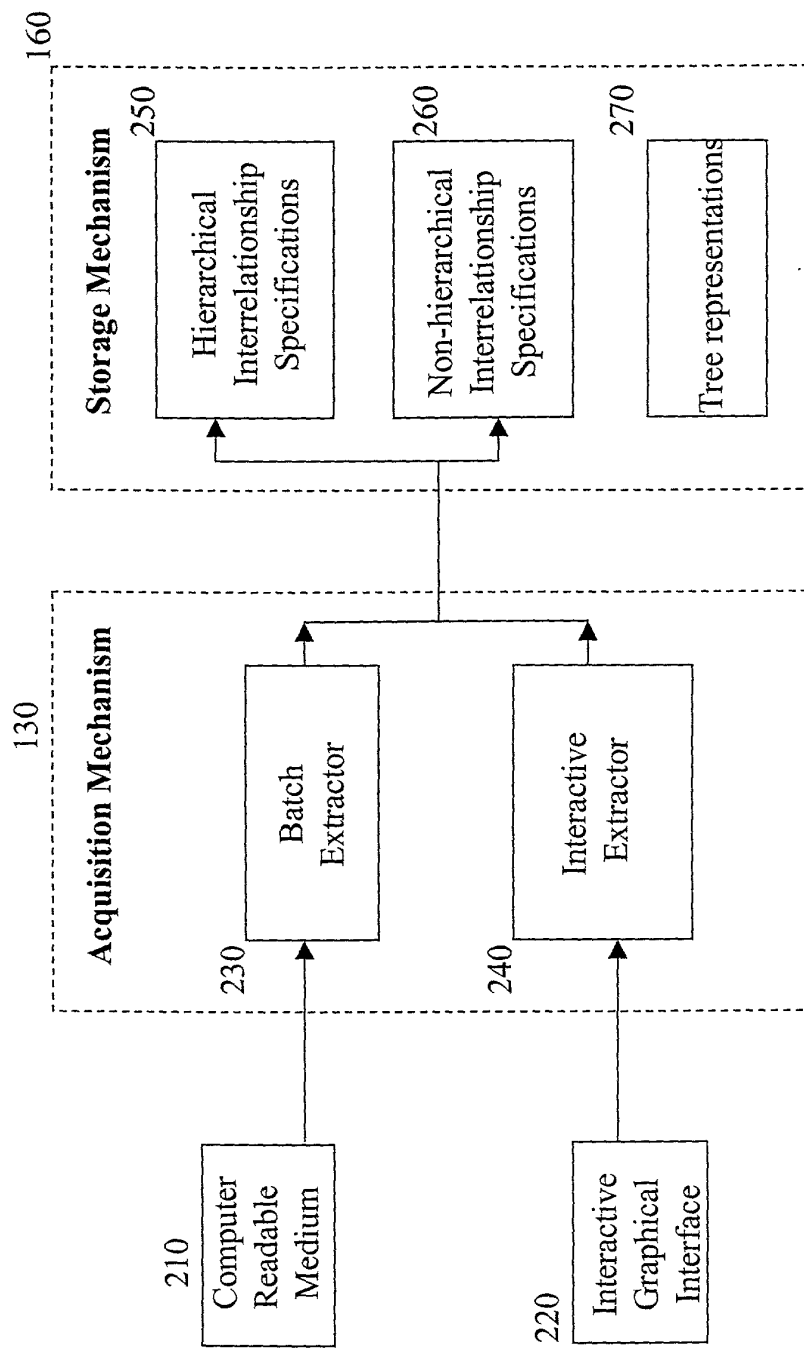 130
160
Acquisition Mechanism
Storage Mechanism
210
Computer
Readable
Medium
230
Batch
Extractor
250
Hierarchical
Interrelationship
Specifications
260
Non-hierarchical
Interrelationship
Specifications
220
Interactive
Graphical
Interface
240
Interactive
Extractor
270
Tree representations